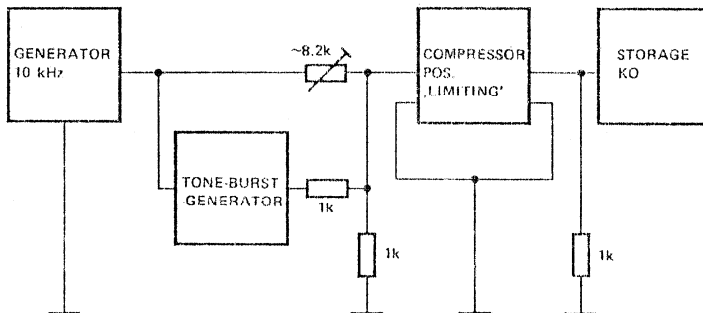 GENERATOR
10 kHz
~8.2k
COMPRESSOR
POS.
‚LIMITING'
STORAGE
KO
TONE-BURST
GENERATOR
1k
1k
1k